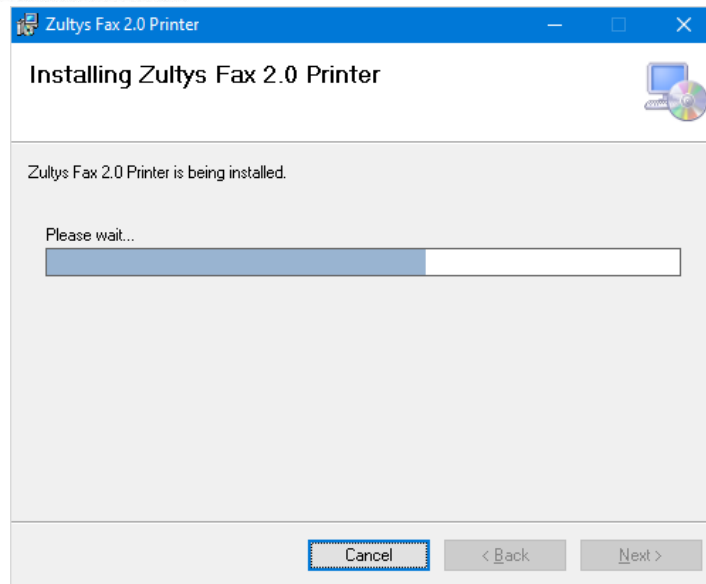 Zultys Fax 2.0 Printer
Installing Zultys Fax 2.0 Printer
Zultys Fax 2.0 Printer is being installed.
Please wait...
Cancel
< Back
Next >